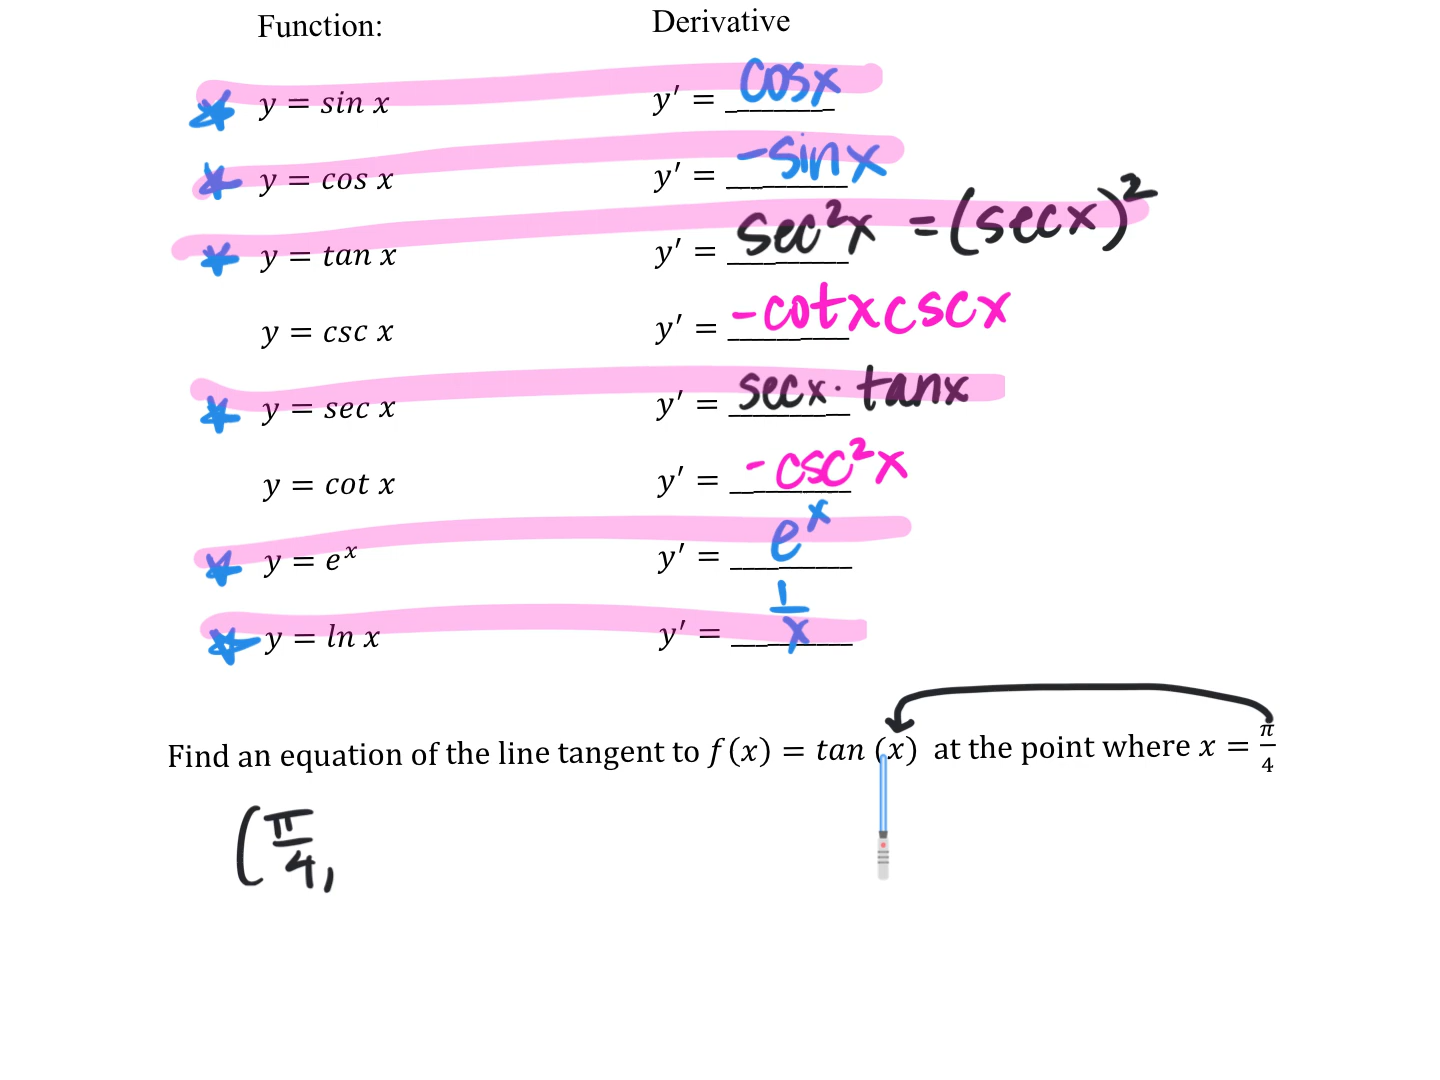 Function: Derivative
y = sin x y′ = cosx
y = cos x y′ = -sinx
y = tan x y′ = sec²x = (secx)²
y = csc x y′ = -cotxcscx
y = sec x y′ = secx · tanx
y = cot x y′ = -csc²x
y = eˣ y′ = eˣ
y = ln x y′ = 1/x
Find an equation of the line tangent to f(x) = tan (x) at the point where x = π/4
(π/4,